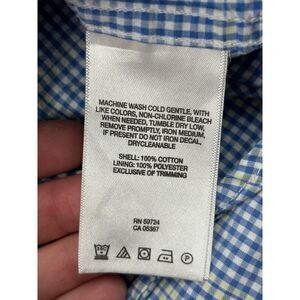 MACHINE WASH COLD GENTLE, WITH
LIKE COLORS, NON-CHLORINE BLEACH
WHEN NEEDED, TUMBLE DRY LOW,
REMOVE PROMPTLY, IRON MEDIUM,
IF PRESENT DO NOT IRON DECAL,
DRYCLEANABLE
SHELL: 100% COTTON
LINING: 100% POLYESTER
EXCLUSIVE OF TRIMMING
RN 69724
CA 05367
P